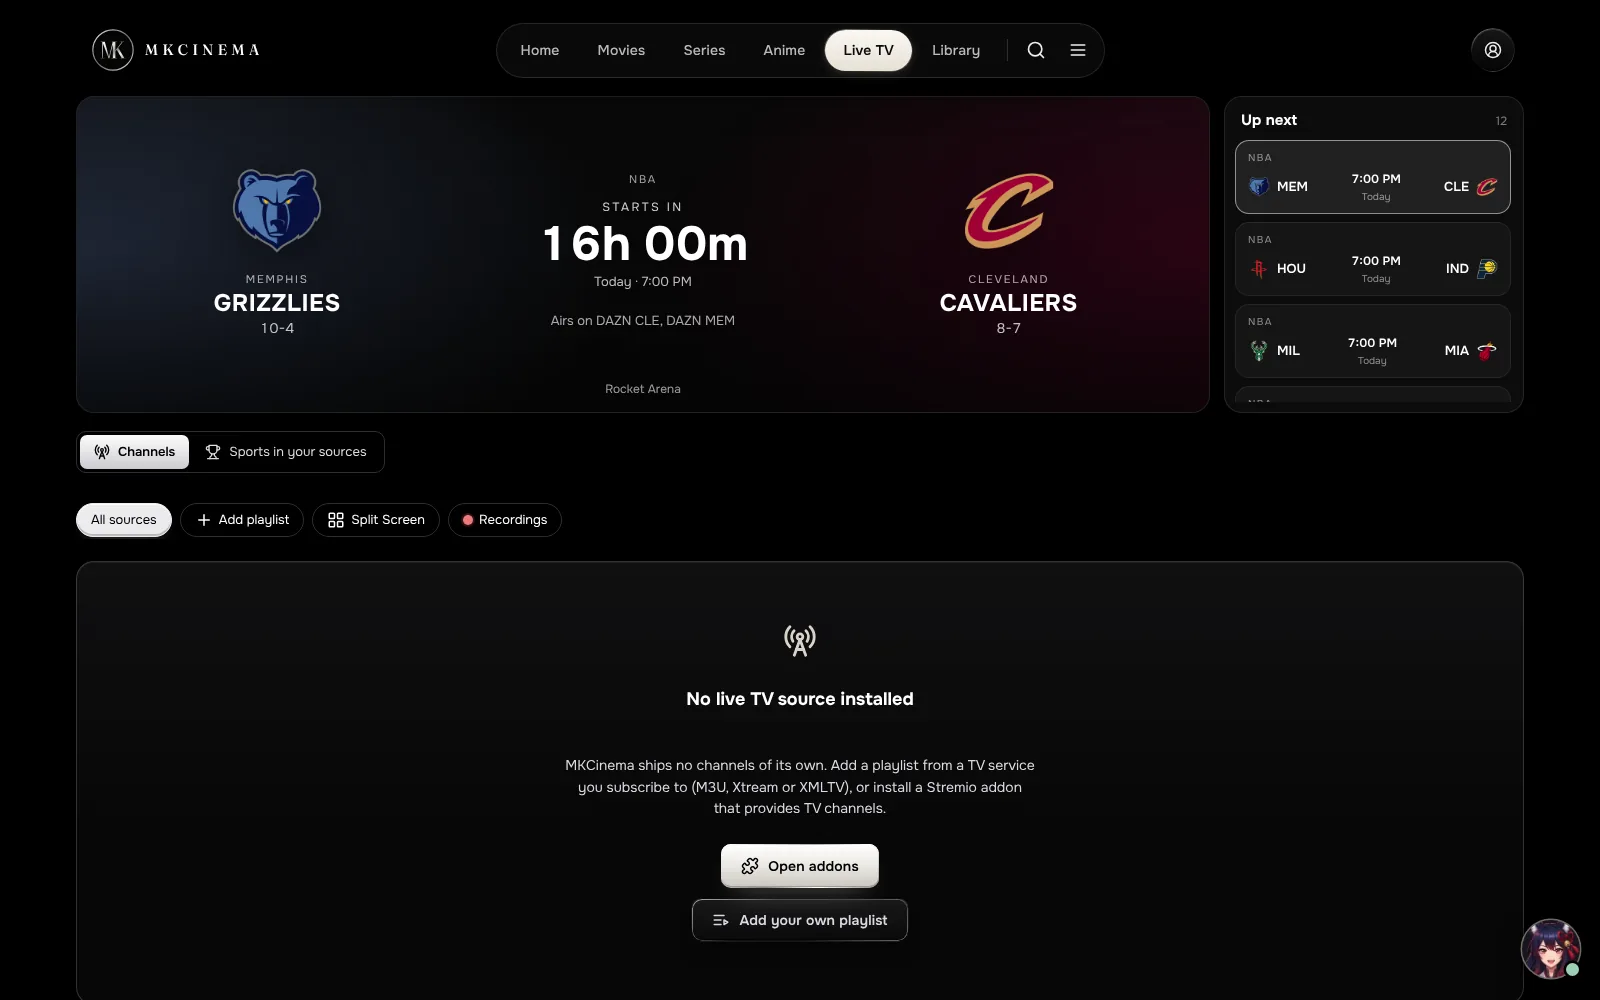 MK MKCINEMA
Home Movies Series Anime Live TV Library
NBA
STARTS IN
16h 00m
Today · 7:00 PM
Airs on DAZN CLE, DAZN MEM
Rocket Arena
MEMPHIS
GRIZZLIES
10-4
CLEVELAND
CAVALIERS
8-7
Up next 12
NBA
MEM 7:00 PM CLE
Today
NBA
HOU 7:00 PM IND
Today
NBA
MIL 7:00 PM MIA
Today
NBA
Channels Sports in your sources
All sources Add playlist Split Screen Recordings
No live TV source installed
MKCinema ships no channels of its own. Add a playlist from a TV service
you subscribe to (M3U, Xtream or XMLTV), or install a Stremio addon
that provides TV channels.
Open addons
Add your own playlist